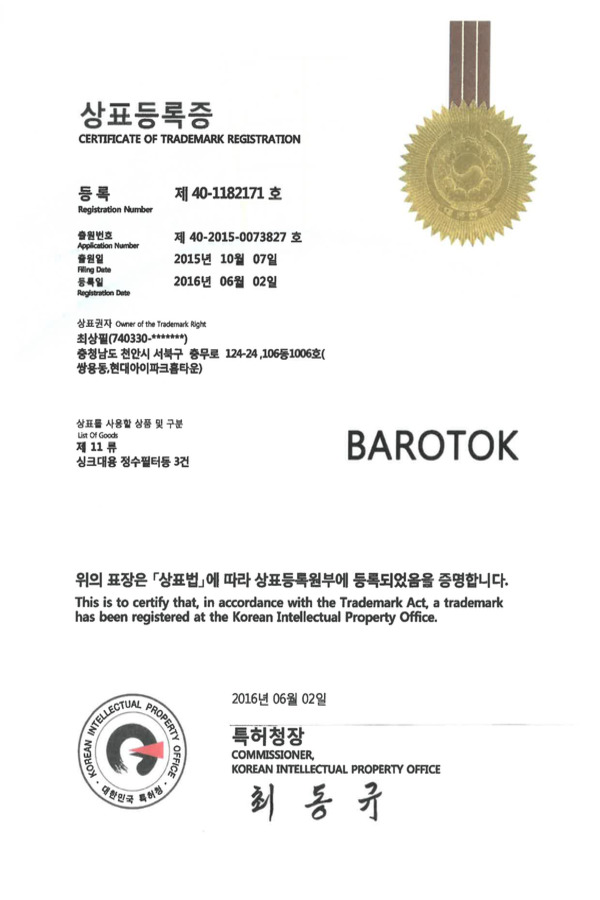 상표등록증
CERTIFICATE OF TRADEMARK REGISTRATION
등록 제 40-1182171 호
Registration Number
출원번호 제 40-2015-0073827 호
Application Number
출원일 2015년 10월 07일
Filing Date
등록일 2016년 06월 02일
Registration Date
상표권자 Owner of the Trademark Right
최상필(740330-*******)
충청남도 천안시 서북구 충무로 124-24 ,106동1006호(
쌍용동,현대아이파크홈타운)
상표를 사용할 상품 및 구분
List Of Goods
제 11 류
싱크대용 정수필터등 3건
BAROTOK
위의 표장은 「상표법」에 따라 상표등록원부에 등록되었음을 증명합니다.
This is to certify that, in accordance with the Trademark Act, a trademark
has been registered at the Korean Intellectual Property Office.
2016년 06월 02일
특허청장
COMMISSIONER,
KOREAN INTELLECTUAL PROPERTY OFFICE
최동규
KOREAN INTELLECTUAL PROPERTY OFFICE
대한민국 특허청